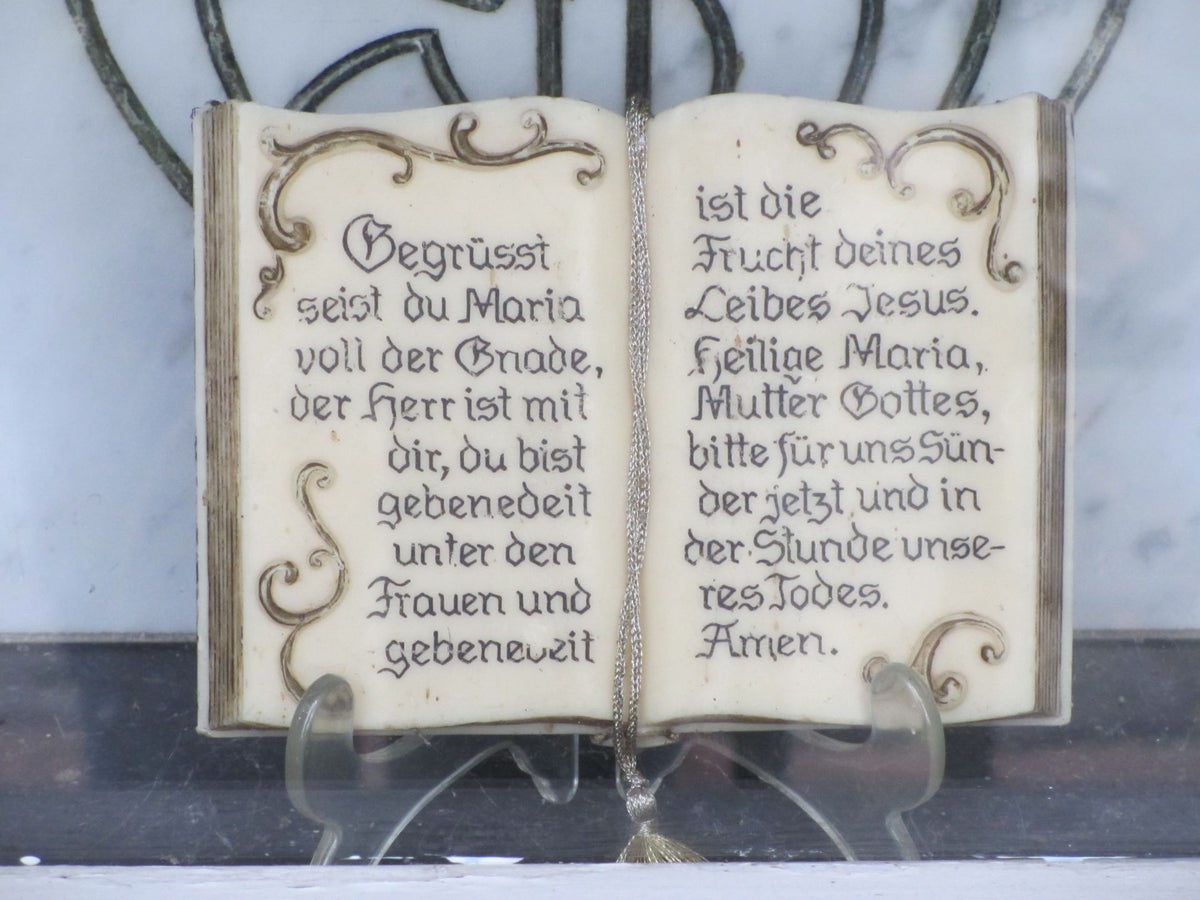 Gegrüsst
seist du Maria
voll der Gnade,
der Herr ist mit
dir, du bist
gebenedeit
unter den
Frauen und
gebenedeit
ist die
Frucht deines
Leibes Jesus.
Heilige Maria,
Mutter Gottes,
bitte für uns Sün-
der jetzt und in
der Stunde unse-
res Todes.
Amen.